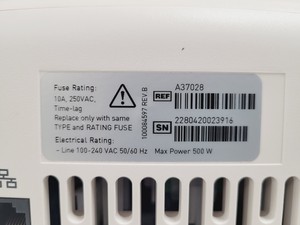 Fuse Rating:
10A, 250VAC,
Time-lag
Replace only with same
TYPE and RATING FUSE
Electrical Rating:
- Line 100-240 VAC 50/60 Hz Max Power 500 W
100084597 REV.B
REF A37028
SN 2280420023916